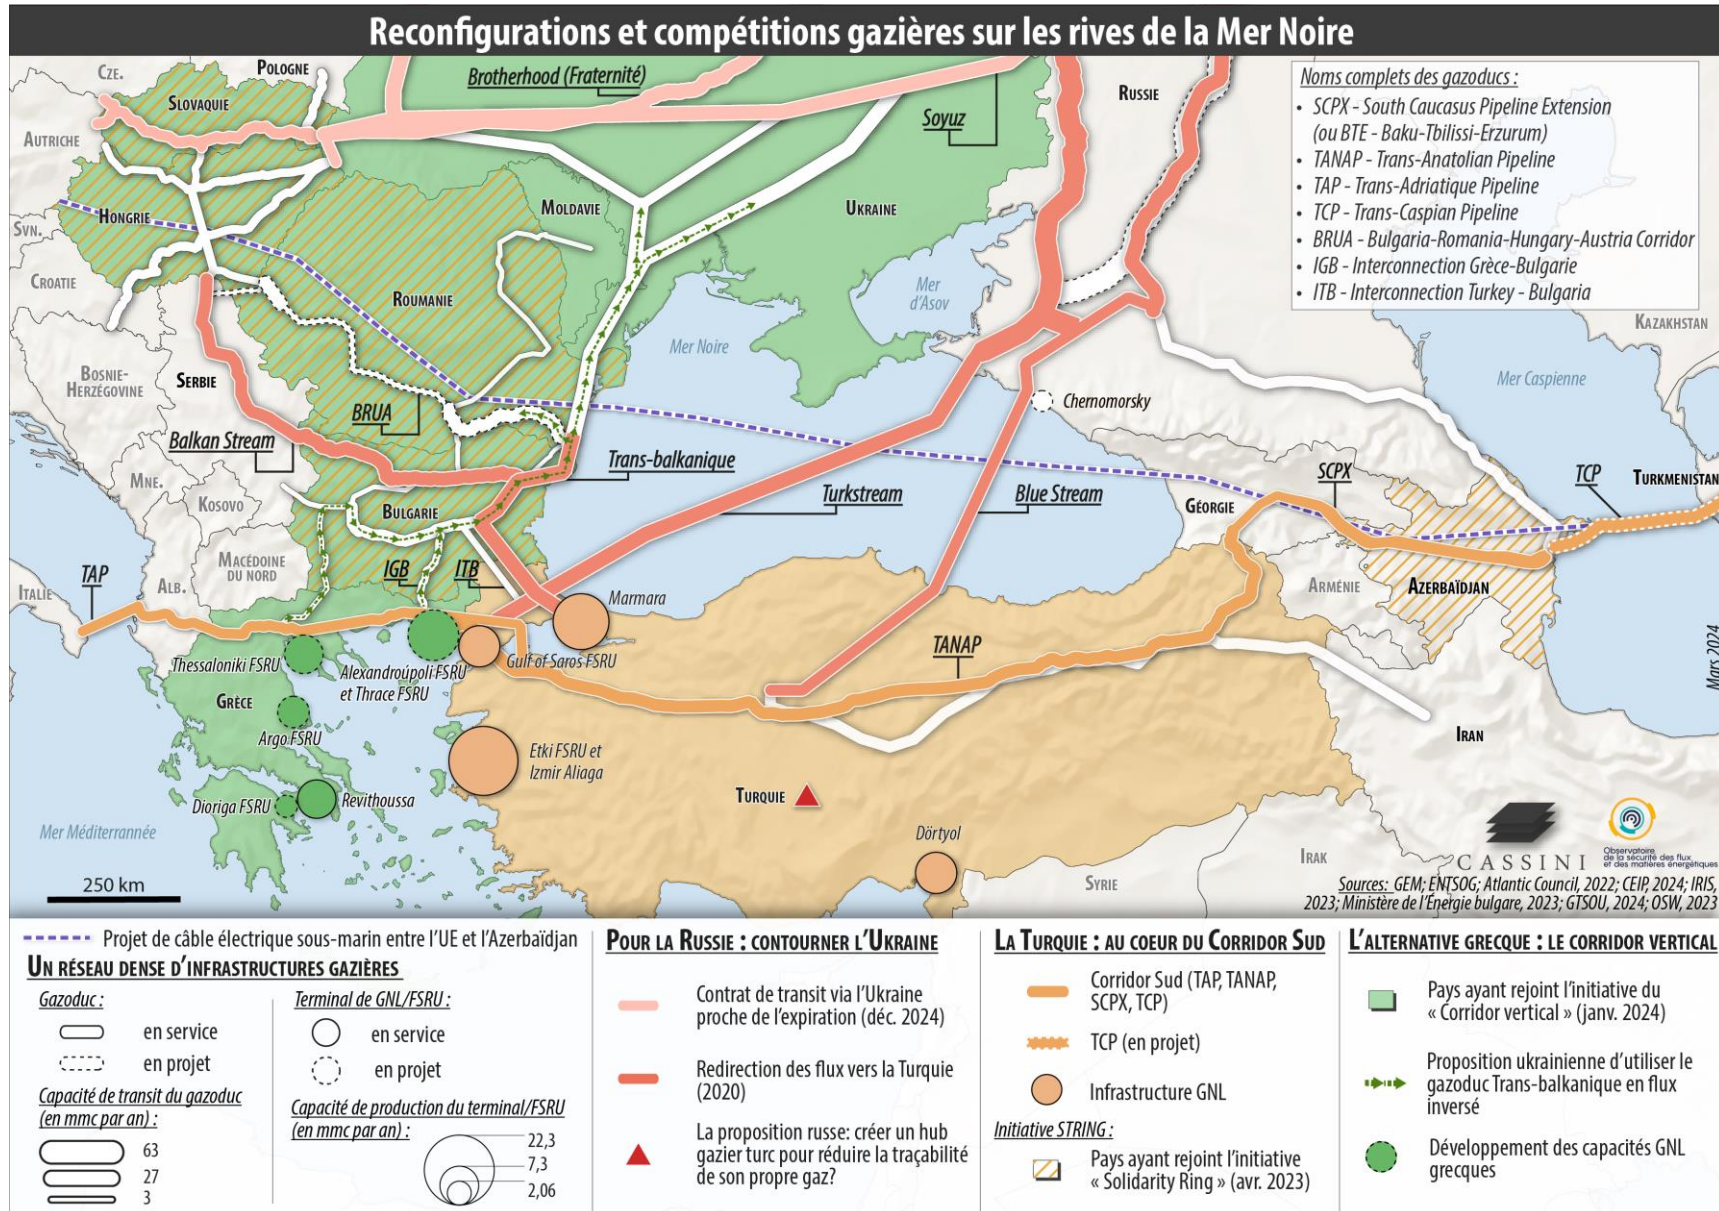 Reconfigurations et compétitions gazières sur les rives de la Mer Noire
Cze.
Pologne
Brotherhood (Fraternité)
Russie
Slovaquie
Soyuz
Autriche
Noms complets des gazoducs :
• SCPX - South Caucasus Pipeline Extension
(ou BTE - Baku-Tbilissi-Erzurum)
• TANAP - Trans-Anatolian Pipeline
• TAP - Trans-Adriatique Pipeline
• TCP - Trans-Caspian Pipeline
• BRUA - Bulgaria-Romania-Hungary-Austria Corridor
• IGB - Interconnection Grèce-Bulgarie
• ITB - Interconnection Turkey - Bulgaria
Hongrie
Moldavie
Ukraine
Svn.
Croatie
Roumanie
Mer
d'Asov
Kazakhstan
Mer Noire
Bosnie-
Herzégovine
Serbie
Mer Caspienne
Chernomorsky
BRUA
Balkan Stream
Trans-balkanique
Mne.
Kosovo
Turkstream
Blue Stream
SCPX
TCP
Turkmenistan
Géorgie
Bulgarie
Macédoine
du Nord
TAP
Alb.
IGB
ITB
Italie
Arménie
Azerbaïdjan
Marmara
TANAP
Thessaloniki FSRU
Alexandroúpoli FSRU
et Thrace FSRU
Gulf of Saros FSRU
Mars 2024
Grèce
Argo FSRU
Iran
Etki FSRU et
Izmir Aliaga
Dioriga FSRU
Revithoussa
Turquie
Mer Méditerrannée
Dörtyol
Irak
Syrie
250 km
CASSINI
Observatoire
de la sécurité des flux
et des matières énergétiques
Sources: GEM; ENTSOG; Atlantic Council, 2022; CEIP, 2024; IRIS,
2023; Ministère de l'Énergie bulgare, 2023; GTSOU, 2024; OSW, 2023
Projet de câble électrique sous-marin entre l'UE et l'Azerbaïdjan
Un réseau dense d'infrastructures gazières
Gazoduc :
en service
en projet
Capacité de transit du gazoduc
(en mmc par an) :
63
27
3
Terminal de GNL/FSRU :
en service
en projet
Capacité de production du terminal/FSRU
(en mmc par an) :
22,3
7,3
2,06
Pour la Russie : contourner l'Ukraine
Contrat de transit via l'Ukraine
proche de l'expiration (déc. 2024)
Redirection des flux vers la Turquie
(2020)
La proposition russe: créer un hub
gazier turc pour réduire la traçabilité
de son propre gaz?
La Turquie : au coeur du Corridor Sud
Corridor Sud (TAP, TANAP,
SCPX, TCP)
TCP (en projet)
Infrastructure GNL
Initiative STRING :
Pays ayant rejoint l'initiative
« Solidarity Ring » (avr. 2023)
L'alternative grecque : le corridor vertical
Pays ayant rejoint l'initiative du
« Corridor vertical » (janv. 2024)
Proposition ukrainienne d'utiliser le
gazoduc Trans-balkanique en flux
inversé
Développement des capacités GNL
grecques